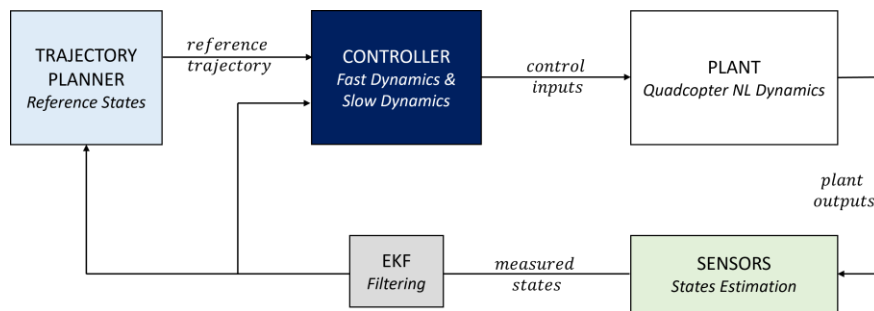 TRAJECTORY
PLANNER
Reference States
reference
trajectory
CONTROLLER
Fast Dynamics &
Slow Dynamics
control
inputs
PLANT
Quadcopter NL Dynamics
plant
outputs
EKF
Filtering
measured
states
SENSORS
States Estimation